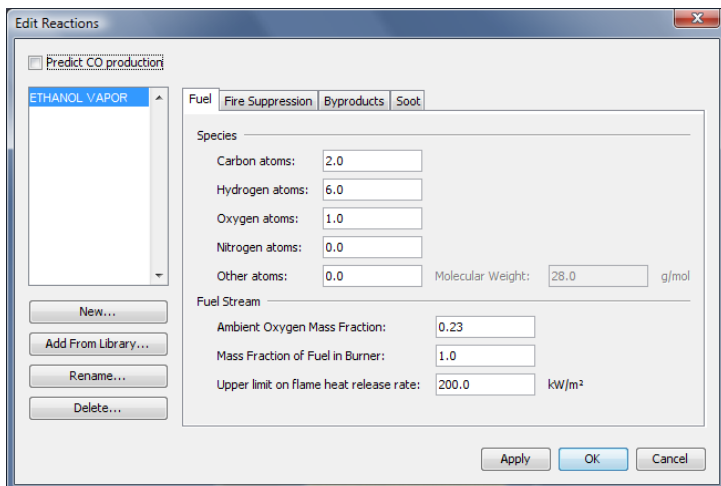 Edit Reactions
Predict CO production
ETHANOL VAPOR
Fuel Fire Suppression Byproducts Soot
Species
Carbon atoms: 2.0
Hydrogen atoms: 6.0
Oxygen atoms: 1.0
Nitrogen atoms: 0.0
Other atoms: 0.0 Molecular Weight: 28.0 g/mol
Fuel Stream
Ambient Oxygen Mass Fraction: 0.23
Mass Fraction of Fuel in Burner: 1.0
Upper limit on flame heat release rate: 200.0 kW/m²
New...
Add From Library...
Rename...
Delete...
Apply OK Cancel